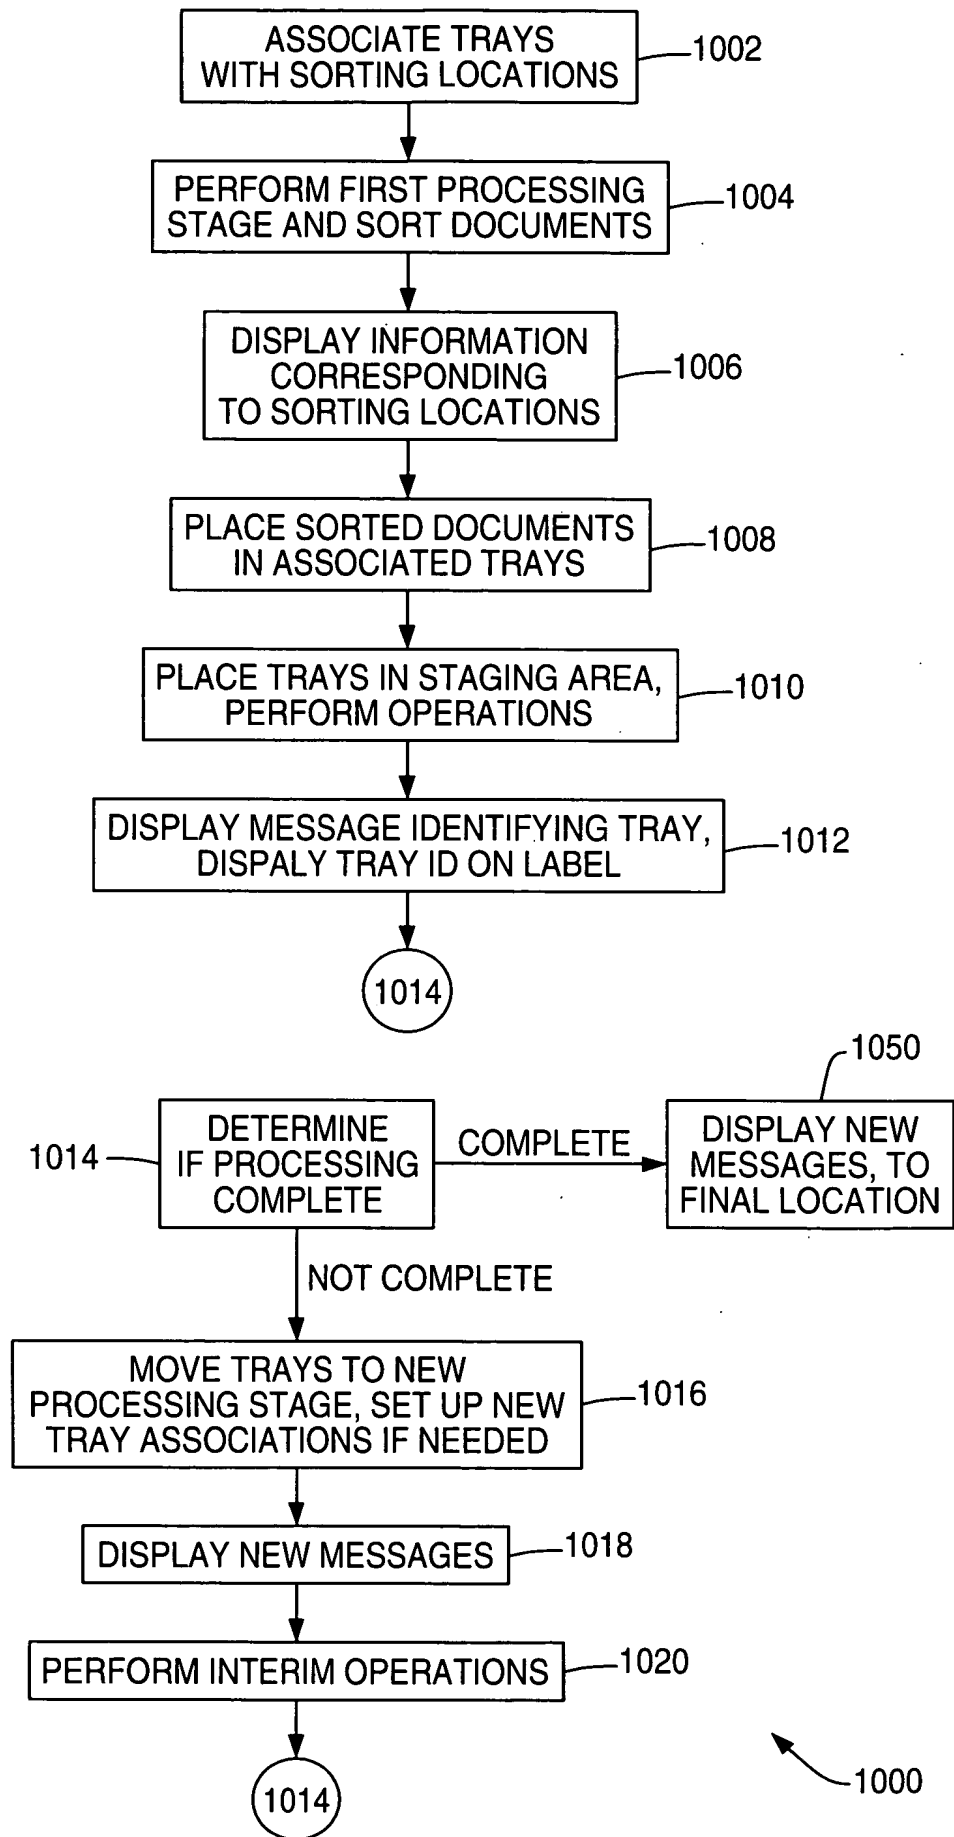 ASSOCIATE TRAYS
WITH SORTING LOCATIONS
1002
PERFORM FIRST PROCESSING
STAGE AND SORT DOCUMENTS
1004
DISPLAY INFORMATION
CORRESPONDING
TO SORTING LOCATIONS
1006
PLACE SORTED DOCUMENTS
IN ASSOCIATED TRAYS
1008
PLACE TRAYS IN STAGING AREA,
PERFORM OPERATIONS
1010
DISPLAY MESSAGE IDENTIFYING TRAY,
DISPALY TRAY ID ON LABEL
1012
1014
1014
DETERMINE
IF PROCESSING
COMPLETE
COMPLETE
1050
DISPLAY NEW
MESSAGES, TO
FINAL LOCATION
NOT COMPLETE
MOVE TRAYS TO NEW
PROCESSING STAGE, SET UP NEW
TRAY ASSOCIATIONS IF NEEDED
1016
DISPLAY NEW MESSAGES
1018
PERFORM INTERIM OPERATIONS
1020
1014
1000